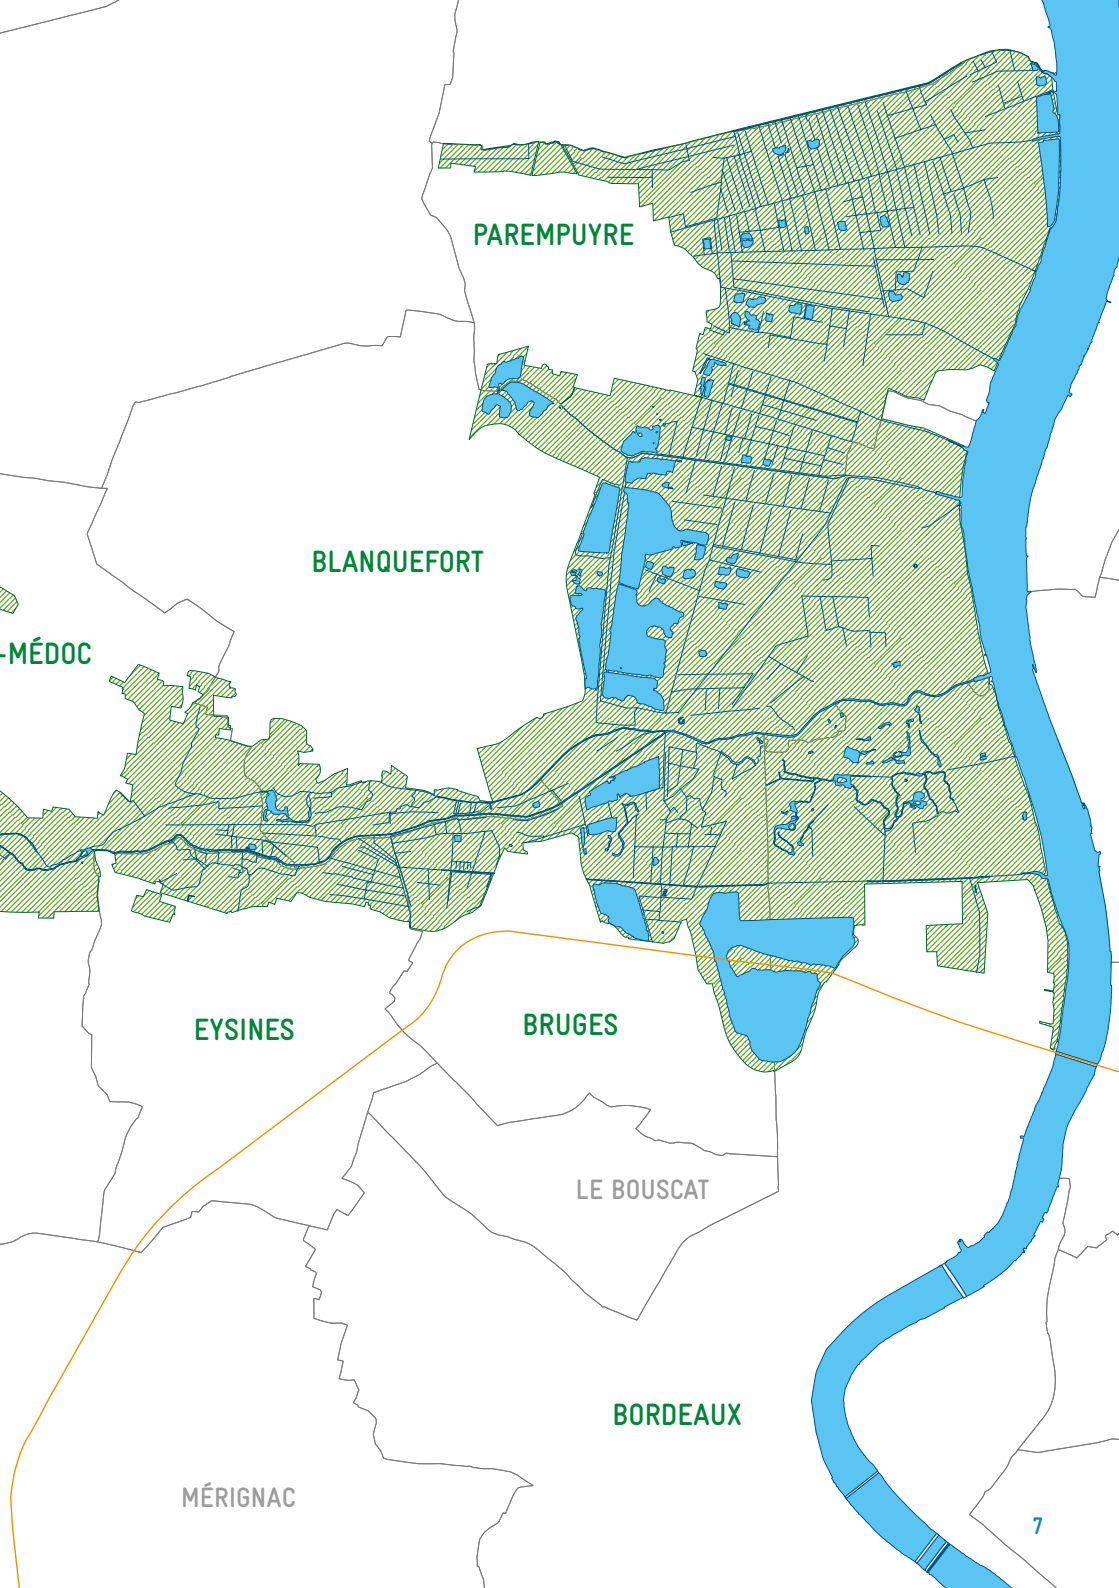 PAREMPUYRE
BLANQUEFORT
-MÉDOC
EYSINES
BRUGES
LE BOUSCAT
BORDEAUX
MÉRIGNAC
7